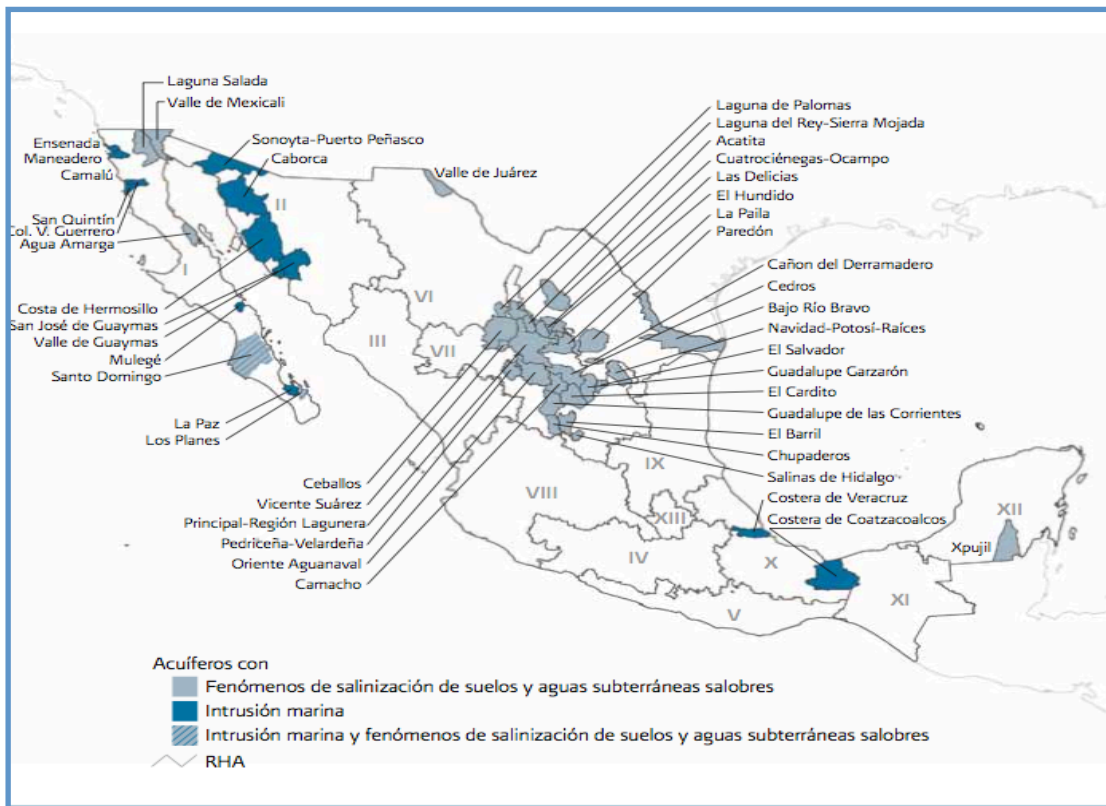 Laguna Salada
Valle de Mexicali
Ensenada
Maneadero
Camalú
San Quintín
Col. V. Guerrero
Agua Amarga
Costa de Hermosillo
San José de Guaymas
Valle de Guaymas
Mulegé
Santo Domingo
La Paz
Los Planes
Sonoyta-Puerto Peñasco
Caborca
Valle de Juárez
Laguna de Palomas
Laguna del Rey-Sierra Mojada
Acatita
Cuatrociénegas-Ocampo
Las Delicias
El Hundido
La Paila
Paredón
Cañon del Derramadero
Cedros
Bajo Río Bravo
Navidad-Potosí-Raíces
El Salvador
Guadalupe Garzarón
El Cardito
Guadalupe de las Corrientes
El Barril
Chupaderos
Salinas de Hidalgo
Costera de Veracruz
Costera de Coatzacoalcos
Xpujil
Ceballos
Vicente Suárez
Principal-Región Lagunera
Pedriceña-Velardeña
Oriente Aguanaval
Camacho
I
II
III
IV
V
VI
VII
VIII
IX
X
XI
XII
XIII
Acuíferos con
Fenómenos de salinización de suelos y aguas subterráneas salobres
Intrusión marina
Intrusión marina y fenómenos de salinización de suelos y aguas subterráneas salobres
RHA